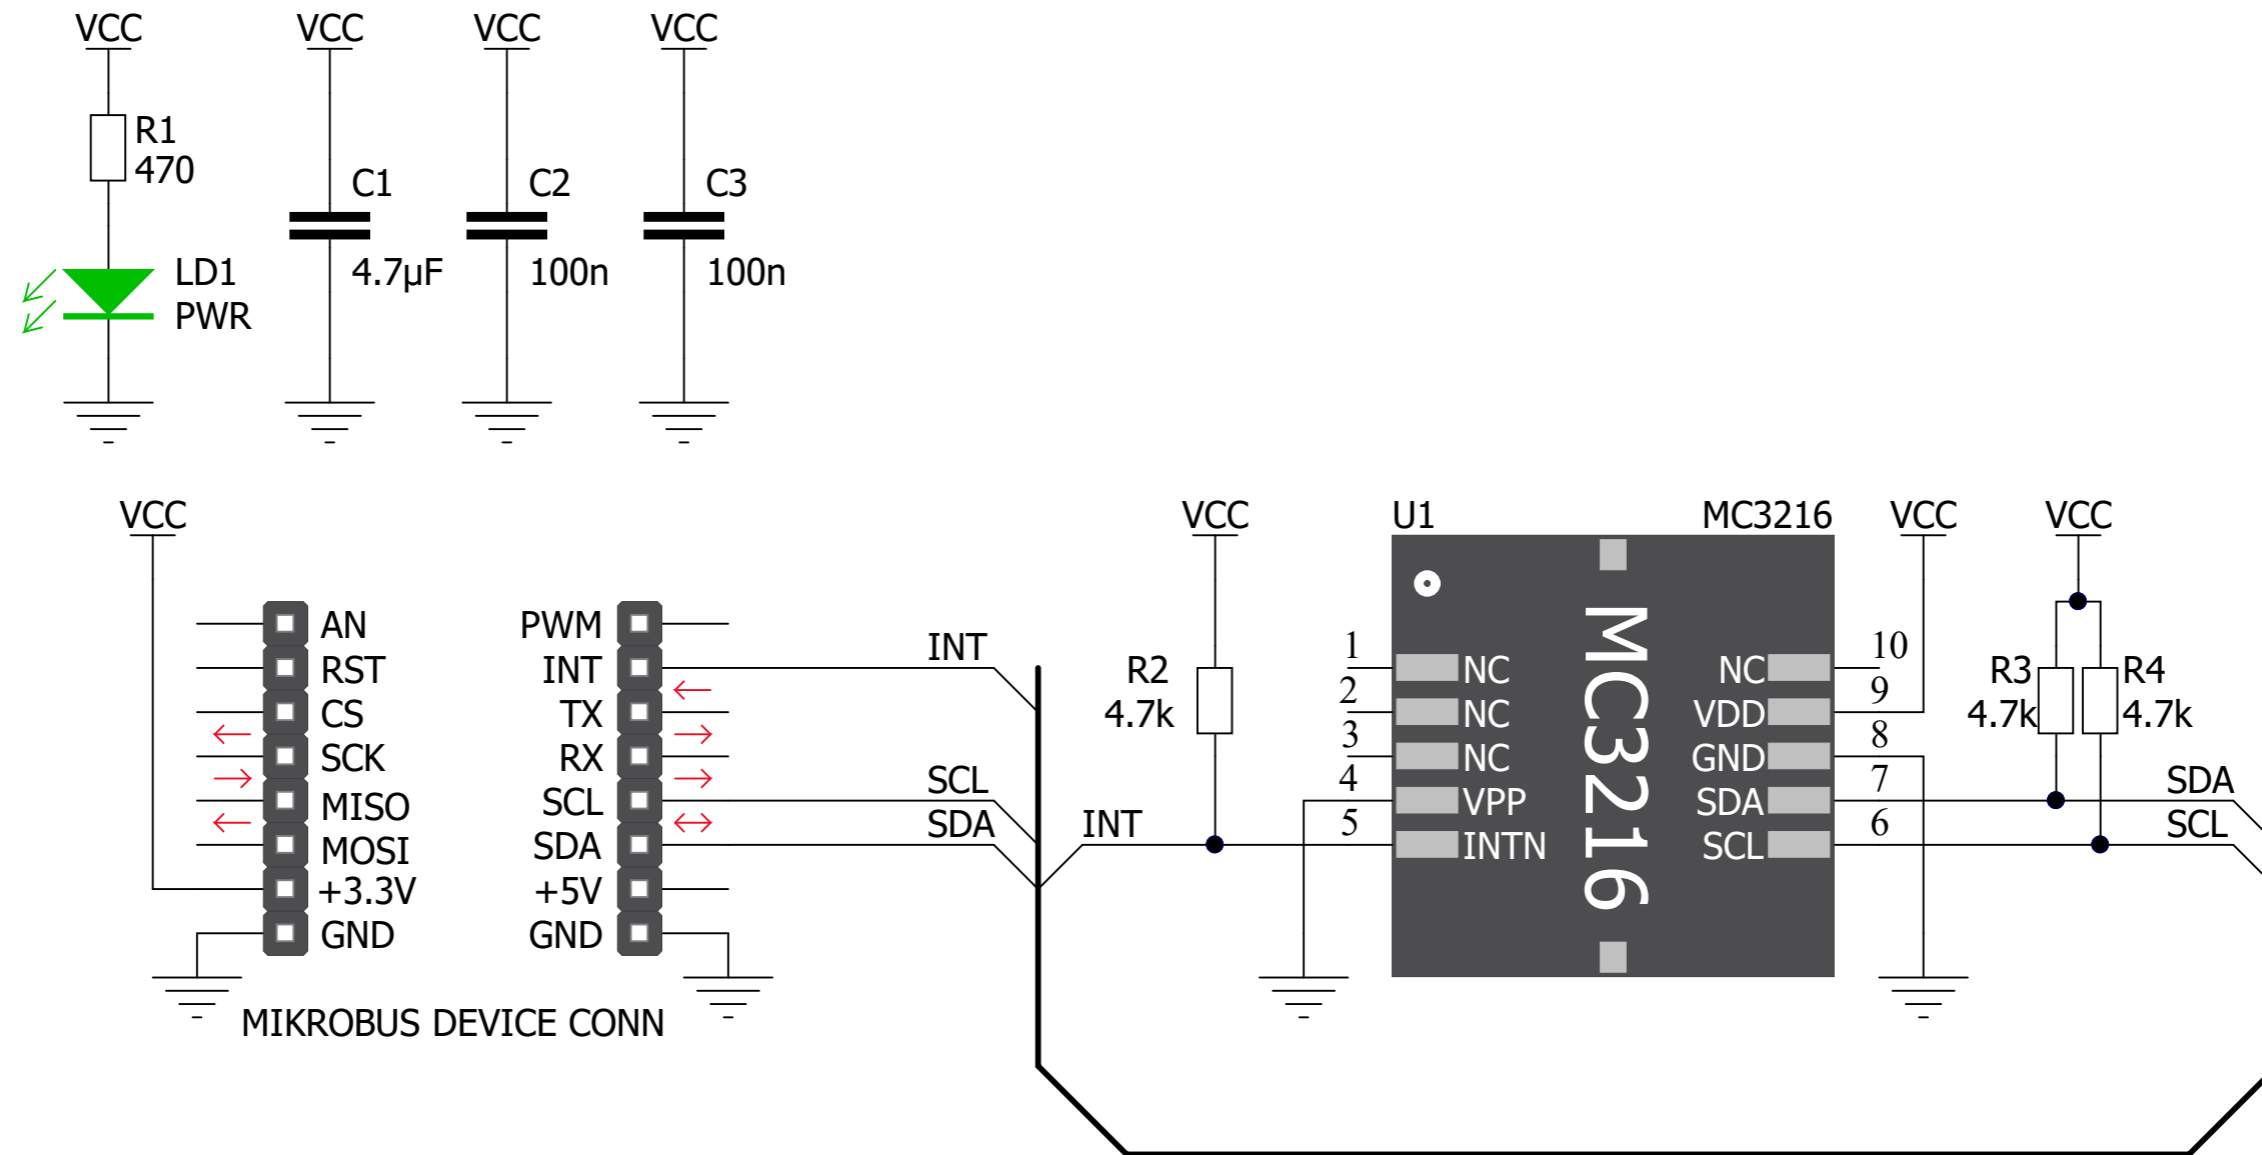 VCC VCC VCC VCC
R1
470
C1 C2 C3
LD1 4.7µF 100n 100n
PWR
VCC VCC U1 MC3216 VCC VCC
AN PWM
RST INT
CS TX
SCK RX
MISO SCL
MOSI SDA
+3.3V +5V
GND GND
MIKROBUS DEVICE CONN
INT
SCL
SDA
INT
R2
4.7k
1 NC
2 NC
3 NC
4 VPP
5 INTN
MC3216
NC 10
VDD 9
GND 8
SDA 7
SCL 6
R3 R4
4.7k 4.7k
SDA
SCL